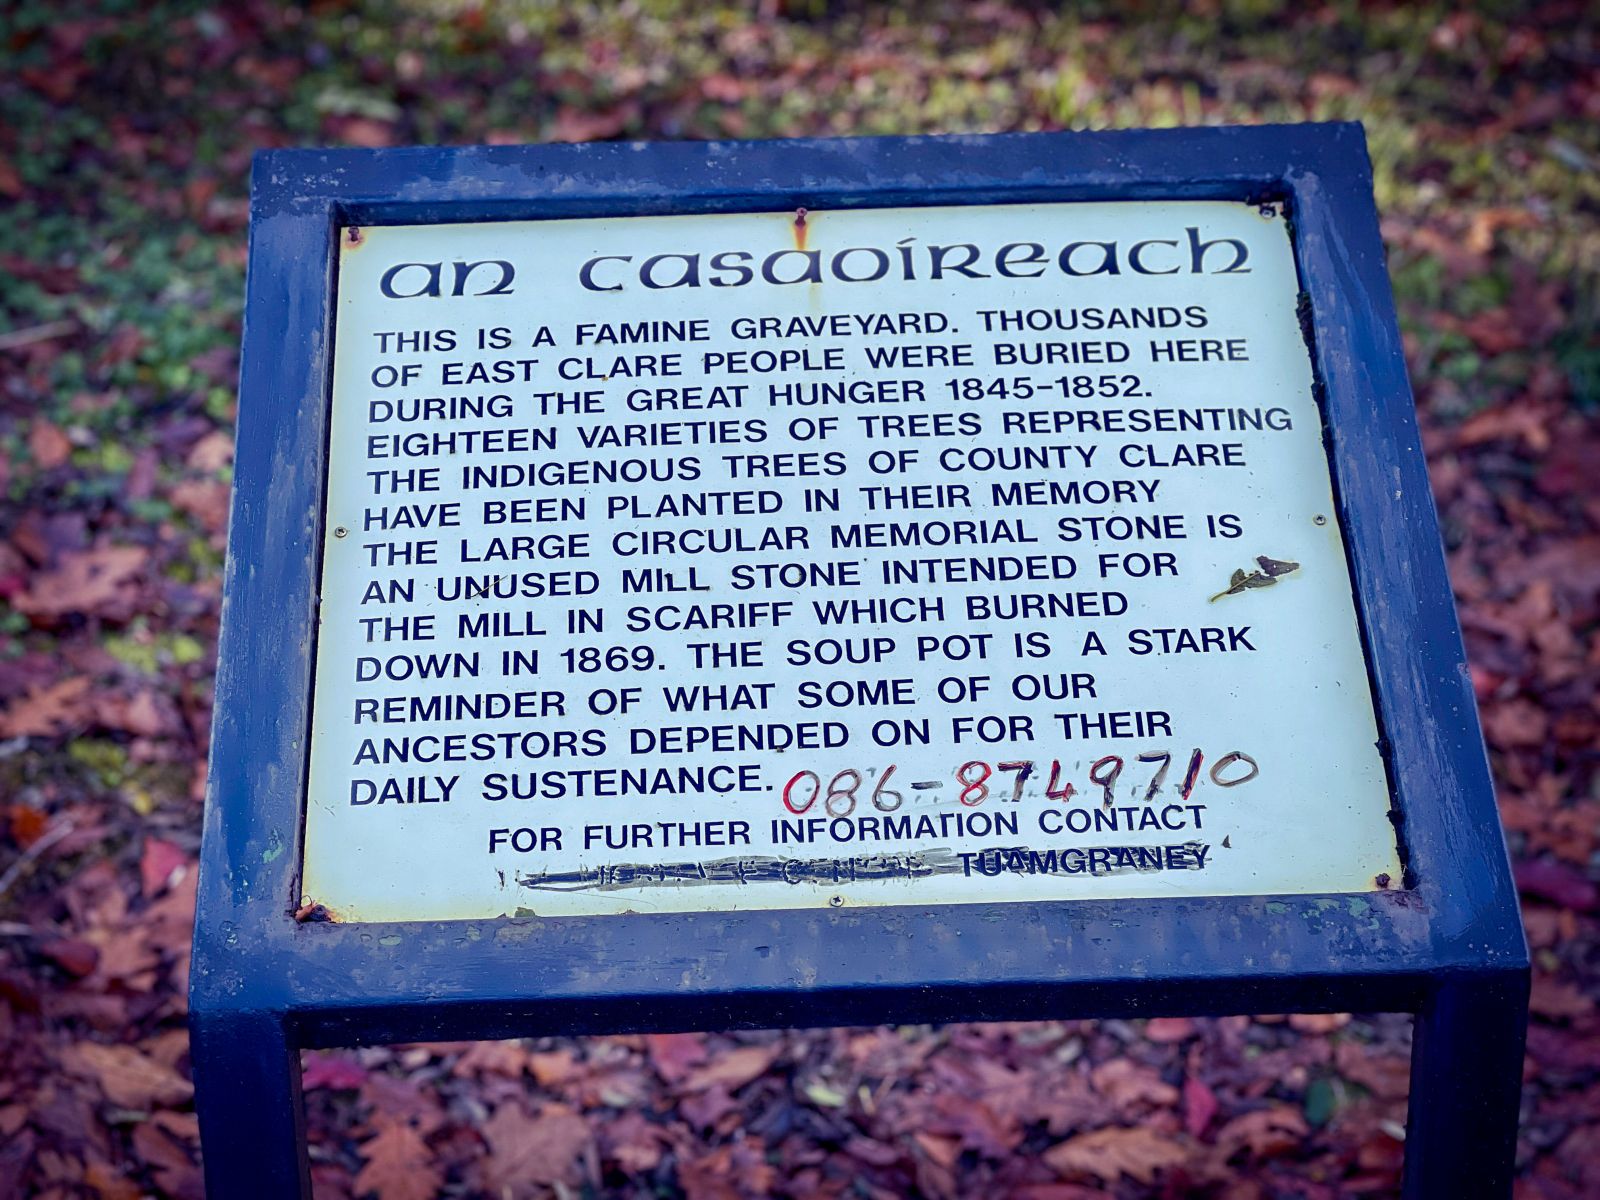 an casaoíreach
THIS IS A FAMINE GRAVEYARD. THOUSANDS
OF EAST CLARE PEOPLE WERE BURIED HERE
DURING THE GREAT HUNGER 1845-1852.
EIGHTEEN VARIETIES OF TREES REPRESENTING
THE INDIGENOUS TREES OF COUNTY CLARE
HAVE BEEN PLANTED IN THEIR MEMORY
THE LARGE CIRCULAR MEMORIAL STONE IS
AN UNUSED MILL STONE INTENDED FOR
THE MILL IN SCARIFF WHICH BURNED
DOWN IN 1869. THE SOUP POT IS A STARK
REMINDER OF WHAT SOME OF OUR
ANCESTORS DEPENDED ON FOR THEIR
DAILY SUSTENANCE. 086-8749710
FOR FURTHER INFORMATION CONTACT
TUAMGRANEY